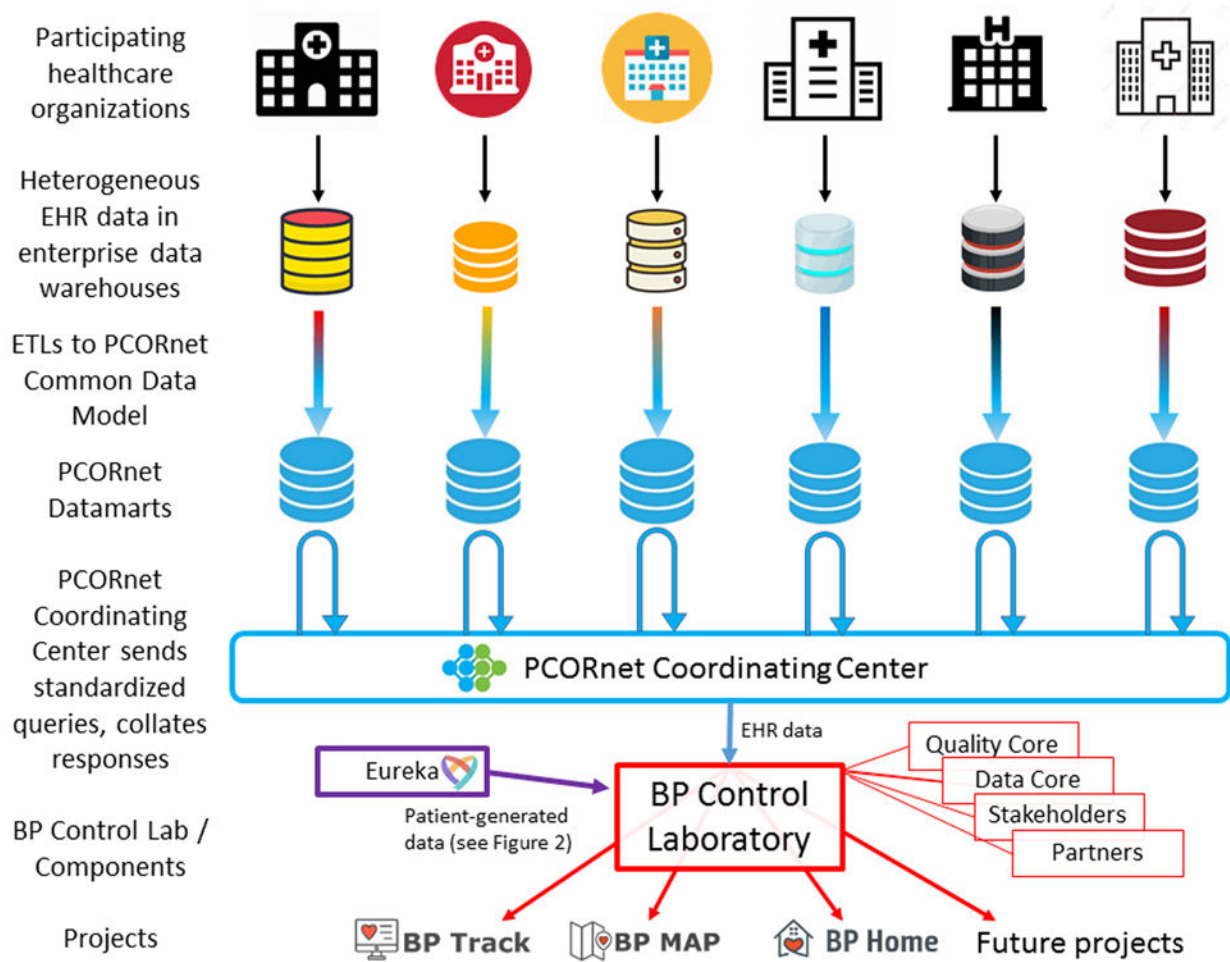 Participating
healthcare
organizations
H
Heterogeneous
EHR data in
enterprise data
warehouses
ETLs to PCORnet
Common Data
Model
PCORnet
Datamarts
PCORnet
Coordinating
Center sends
standardized
queries, collates
responses
PCORnet Coordinating Center
EHR data
Eureka
Patient-generated
data (see Figure 2)
BP Control
Laboratory
Quality Core
Data Core
Stakeholders
Partners
BP Control Lab /
Components
Projects
BP Track
BP MAP
BP Home
Future projects